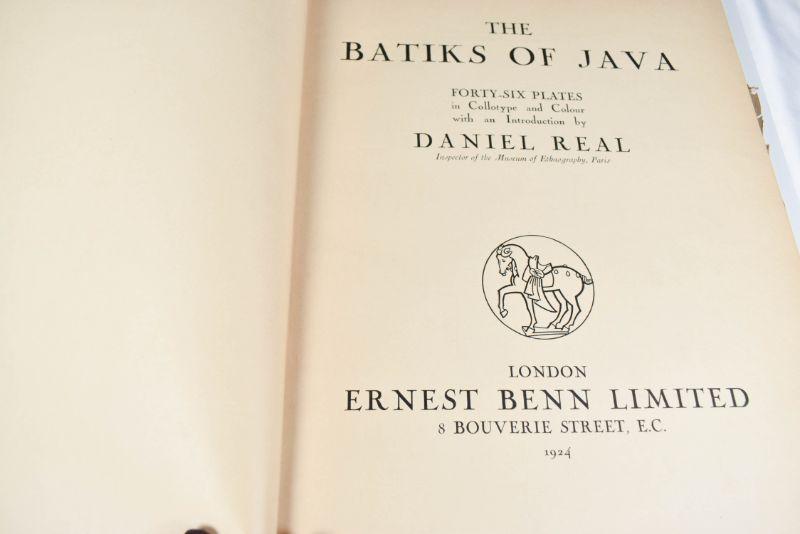 THE
BATIKS OF JAVA
FORTY-SIX PLATES
in Collotype and Colour
with an Introduction by
DANIEL REAL
Inspector of the Museum of Ethnography, Paris
LONDON
ERNEST BENN LIMITED
8 BOUVERIE STREET, E.C.
1924